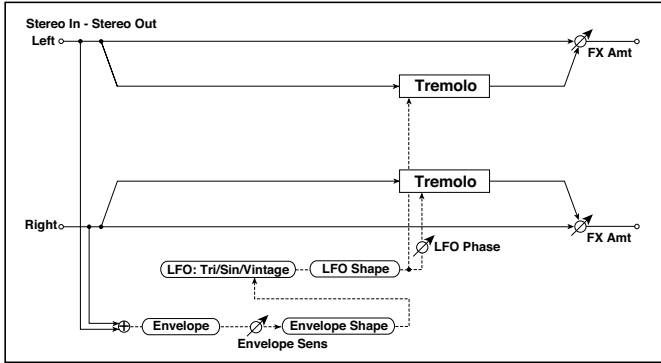 Stereo In - Stereo Out
Left
FX Amt
Tremolo
Tremolo
Right
FX Amt
LFO Phase
LFO: Tri/Sin/Vintage
LFO Shape
Envelope
Envelope Shape
Envelope Sens